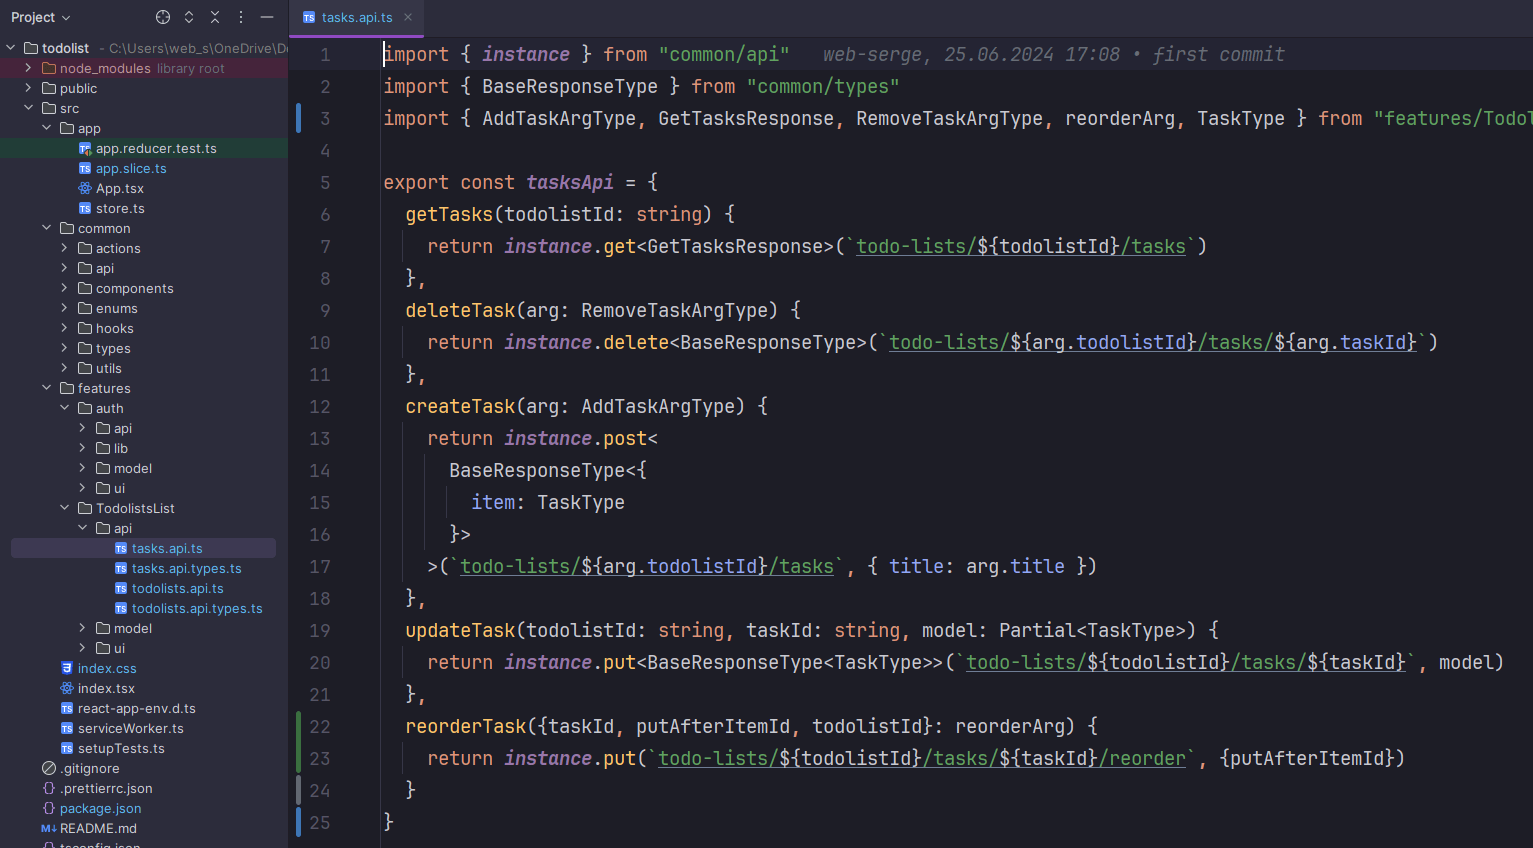 Project
tasks.api.ts
todolist - C:\Users\web_s\OneDrive\Do
node_modules library root
public
src
app
app.reducer.test.ts
app.slice.ts
App.tsx
store.ts
common
actions
api
components
enums
hooks
types
utils
features
auth
api
lib
model
ui
TodolistsList
api
tasks.api.ts
tasks.api.types.ts
todolists.api.ts
todolists.api.types.ts
model
ui
index.css
index.tsx
react-app-env.d.ts
serviceWorker.ts
setupTests.ts
.gitignore
.prettierrc.json
package.json
README.md
tsconfig.json
1 import { instance } from "common/api" web-serge, 25.06.2024 17:08 • first commit
2 import { BaseResponseType } from "common/types"
3 import { AddTaskArgType, GetTasksResponse, RemoveTaskArgType, reorderArg, TaskType } from "features/Todol
4
5 export const tasksApi = {
6 getTasks(todolistId: string) {
7 return instance.get<GetTasksResponse>(`todo-lists/${todolistId}/tasks`)
8 },
9 deleteTask(arg: RemoveTaskArgType) {
10 return instance.delete<BaseResponseType>(`todo-lists/${arg.todolistId}/tasks/${arg.taskId}`)
11 },
12 createTask(arg: AddTaskArgType) {
13 return instance.post<
14 BaseResponseType<{
15 item: TaskType
16 }>
17 >(`todo-lists/${arg.todolistId}/tasks`, { title: arg.title })
18 },
19 updateTask(todolistId: string, taskId: string, model: Partial<TaskType>) {
20 return instance.put<BaseResponseType<TaskType>>(`todo-lists/${todolistId}/tasks/${taskId}`, model)
21 },
22 reorderTask({taskId, putAfterItemId, todolistId}: reorderArg) {
23 return instance.put(`todo-lists/${todolistId}/tasks/${taskId}/reorder`, {putAfterItemId})
24 }
25 }